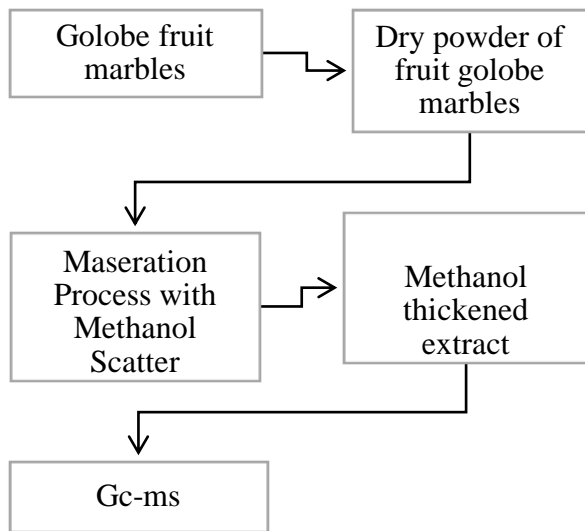 Golobe fruit
marbles
Dry powder of
fruit golobe
marbles
Maseration
Process with
Methanol
Scatter
Methanol
thickened
extract
Gc-ms